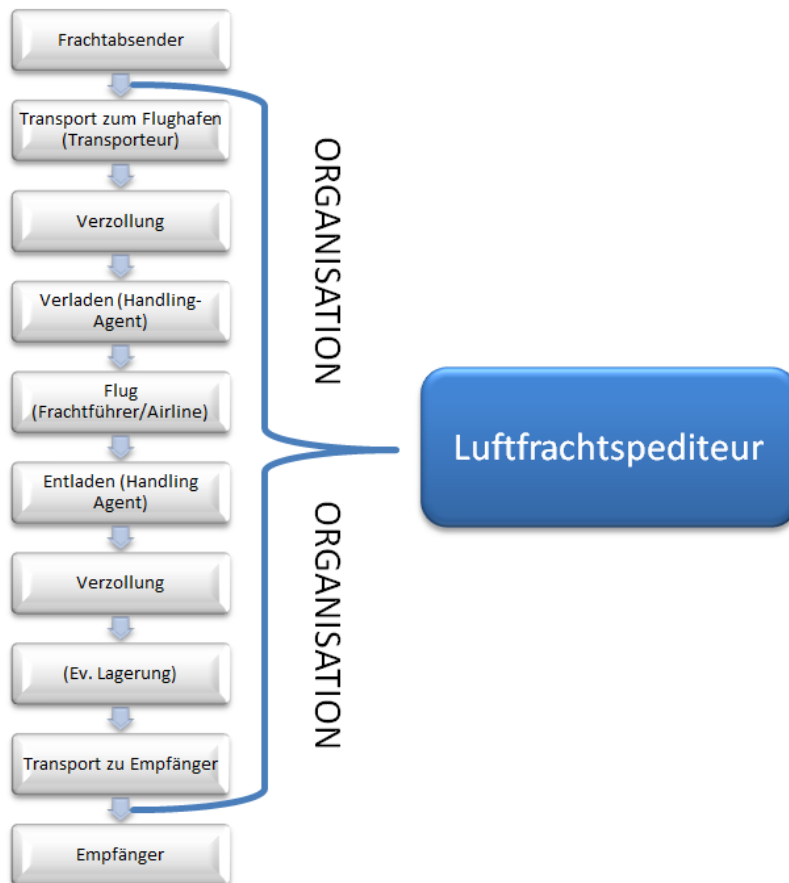 Frachtabsender
Transport zum Flughafen
(Transporteur)
Verzollung
Verladen (Handling-
Agent)
Flug
(Frachtführer/Airline)
Entladen (Handling
Agent)
Verzollung
(Ev. Lagerung)
Transport zu Empfänger
Empfänger
ORGANISATION
ORGANISATION
Luftfrachtspediteur